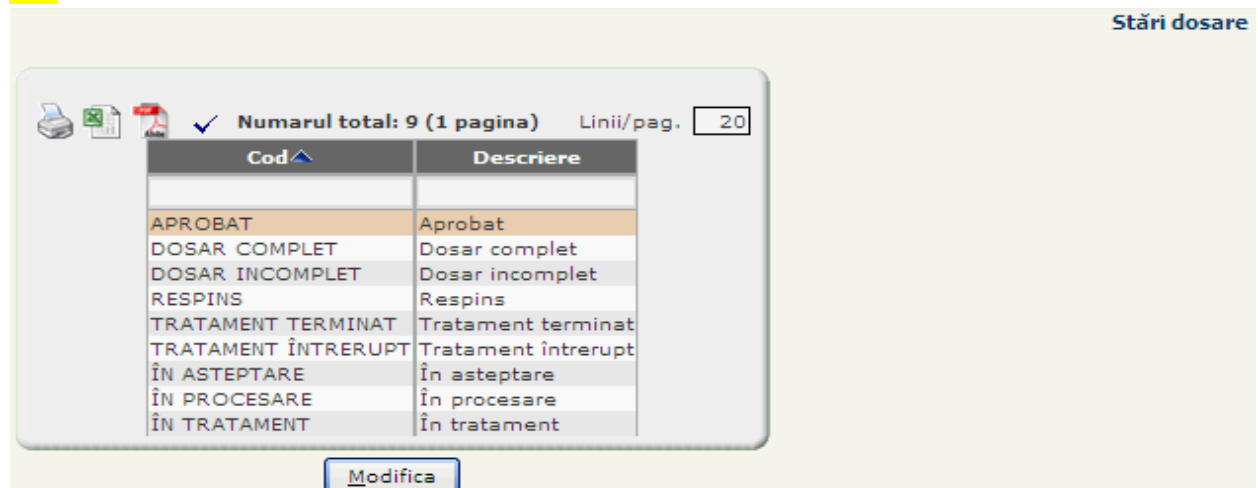 Stări dosare
Numarul total: 9 (1 pagina) Linii/pag. 20
Cod Descriere
APROBAT Aprobat
DOSAR COMPLET Dosar complet
DOSAR INCOMPLET Dosar incomplet
RESPINS Respins
TRATAMENT TERMINAT Tratament terminat
TRATAMENT ÎNTRERUPT Tratament întrerupt
ÎN ASTEPTARE În asteptare
ÎN PROCESARE În procesare
ÎN TRATAMENT În tratament
Modifica